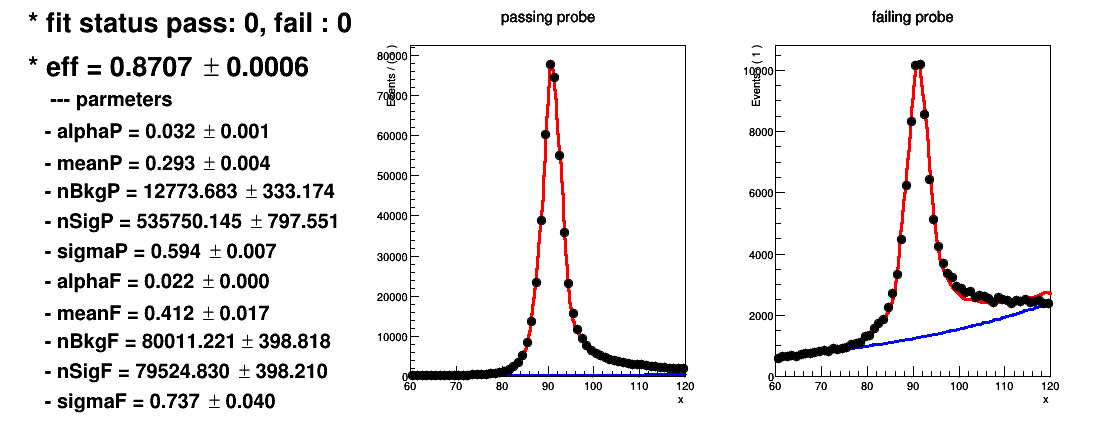 * fit status pass: 0, fail : 0
* eff = 0.8707 ± 0.0006
--- parmeters
- alphaP = 0.032 ± 0.001
- meanP = 0.293 ± 0.004
- nBkgP = 12773.683 ± 333.174
- nSigP = 535750.145 ± 797.551
- sigmaP = 0.594 ± 0.007
- alphaF = 0.022 ± 0.000
- meanF = 0.412 ± 0.017
- nBkgF = 80011.221 ± 398.818
- nSigF = 79524.830 ± 398.210
- sigmaF = 0.737 ± 0.040
passing probe
Events / ( )
80000
70000
60000
50000
40000
30000
20000
10000
0
60 70 80 90 100 110 120
x
failing probe
Events ( 1 )
10000
8000
6000
4000
2000
0
60 70 80 90 100 110 120
x